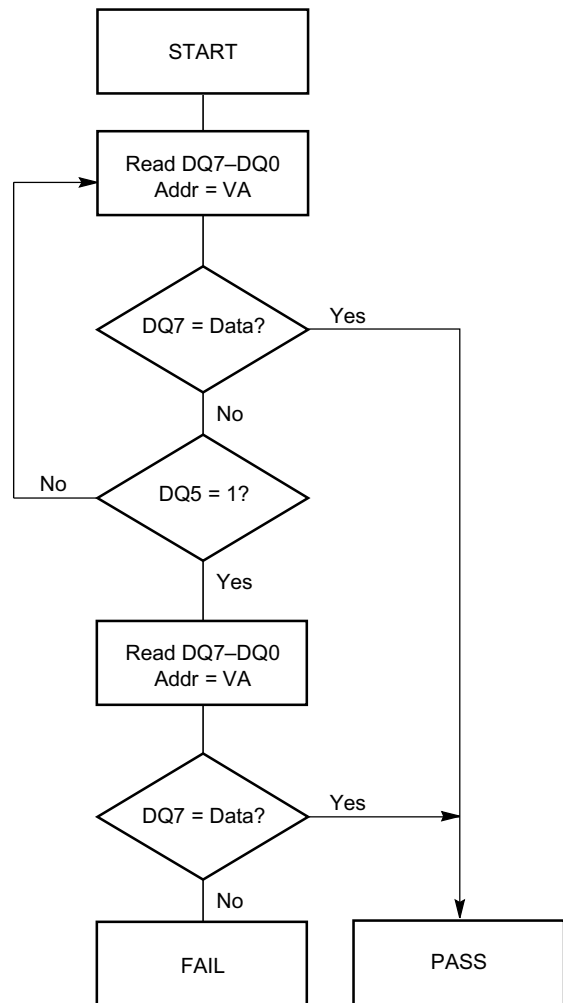 START
Read DQ7–DQ0
Addr = VA
DQ7 = Data?
Yes
No
No
DQ5 = 1?
Yes
Read DQ7–DQ0
Addr = VA
DQ7 = Data?
Yes
No
FAIL
PASS